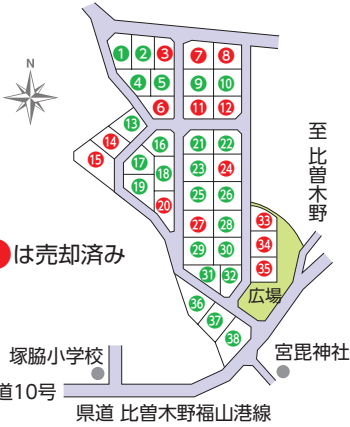 N
1 2 3 7 8
4 5 9 10
6 11 12
13
14
15
16 21 22
17 18 23 24
19 25 26
20 27 28
29 30
31 32
33
34
35
36
37
38
至 比曽木野
は売却済み
広場
塚脇小学校
宮毘神社
道10号
県道 比曽木野福山港線